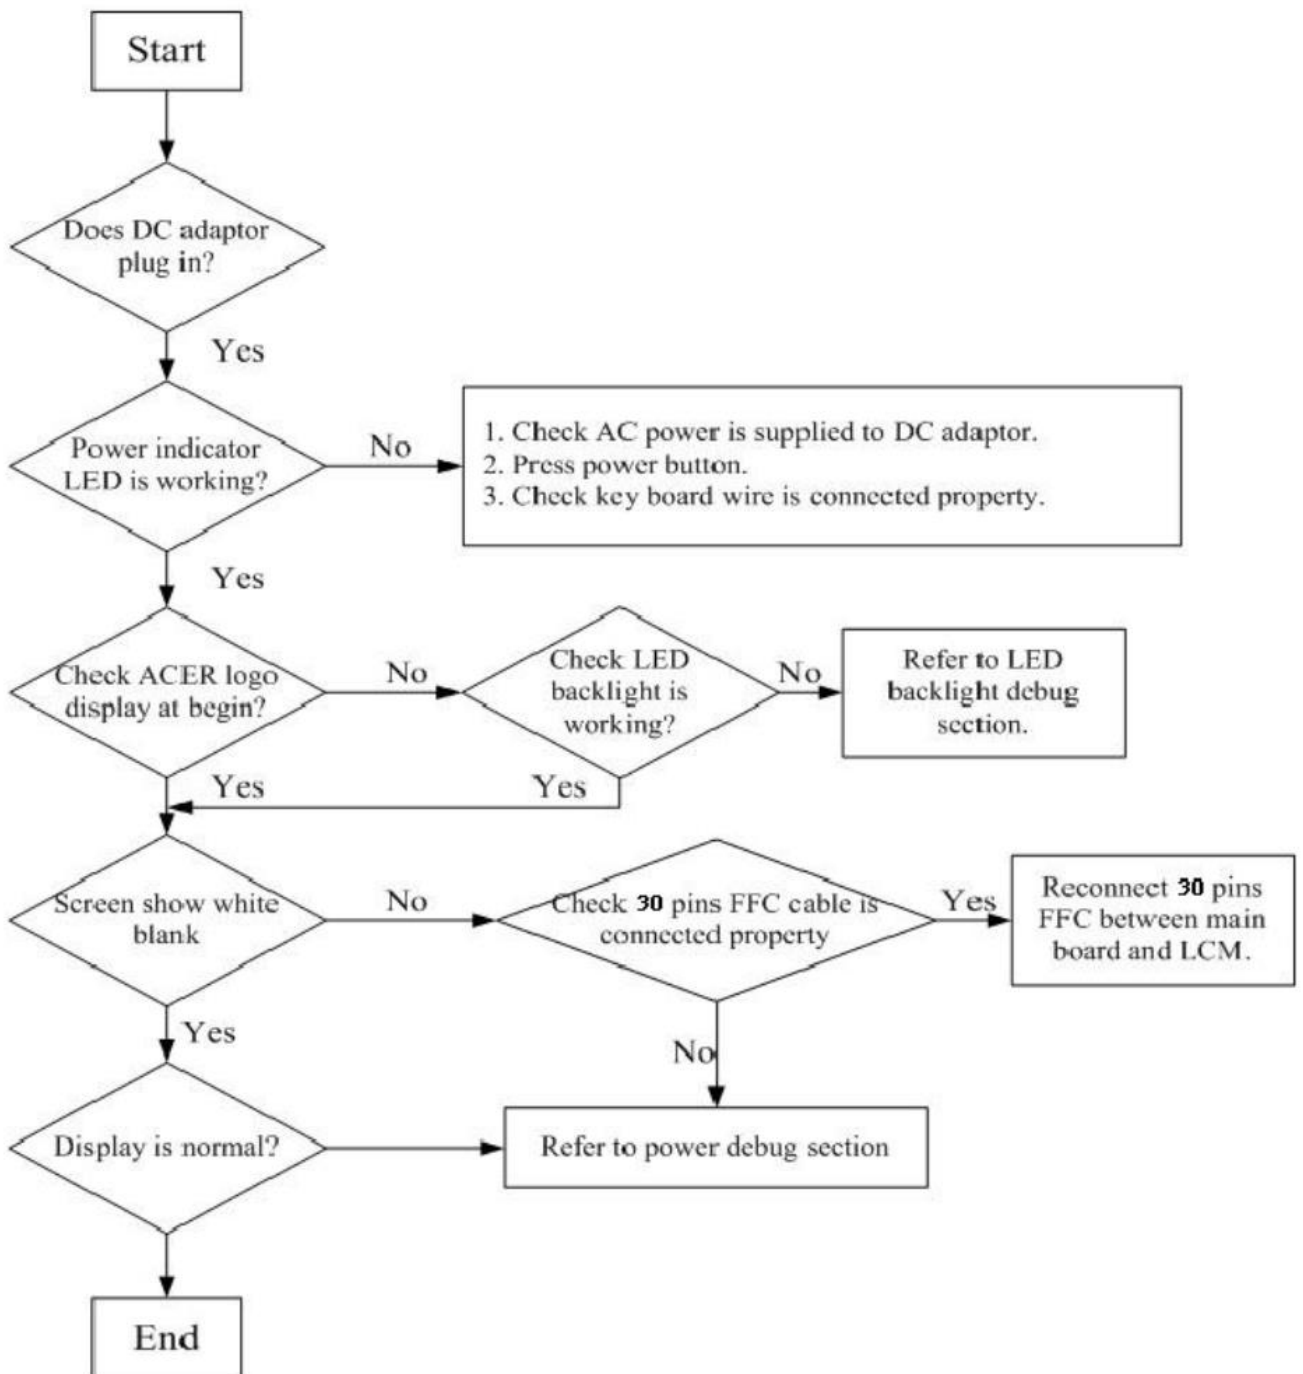 Start
Does DC adaptor
plug in?
Yes
Power indicator
LED is working?
No
1. Check AC power is supplied to DC adaptor.
2. Press power button.
3. Check key board wire is connected property.
Yes
Check ACER logo
display at begin?
No
Check LED
backlight is
working?
No
Refer to LED
backlight debug
section.
Yes
Yes
Screen show white
blank
No
Check 30 pins FFC cable is
connected property
Yes
Reconnect 30 pins
FFC between main
board and LCM.
Yes
No
Display is normal?
Refer to power debug section
End